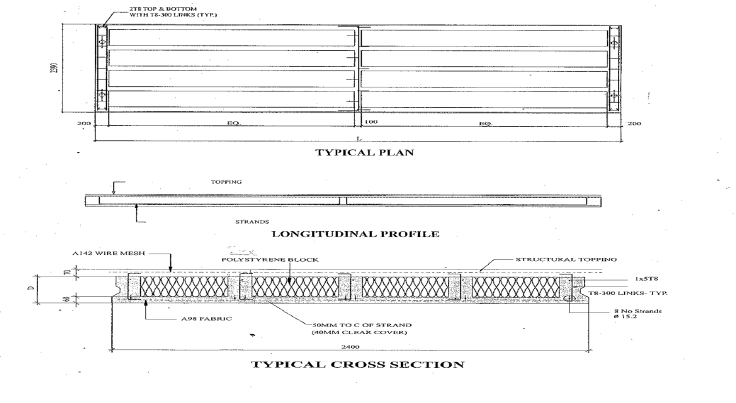 2T8 TOP & BOTTOM
WITH T8-300 LINKS (TYP.)
2390
200
EQ.
100
EQ.
200
L
TYPICAL PLAN
TOPPING
STRANDS
LONGITUDINAL PROFILE
A142 WIRE MESH
POLYSTYRENE BLOCK
STRUCTURAL TOPPING
70
1x5T8
D
T8-300 LINKS- TYP.
60
8 No Strands
ø 15.2
A98 FABRIC
50MM TO C OF STRAND
(40MM CLEAR COVER)
2400
TYPICAL CROSS SECTION